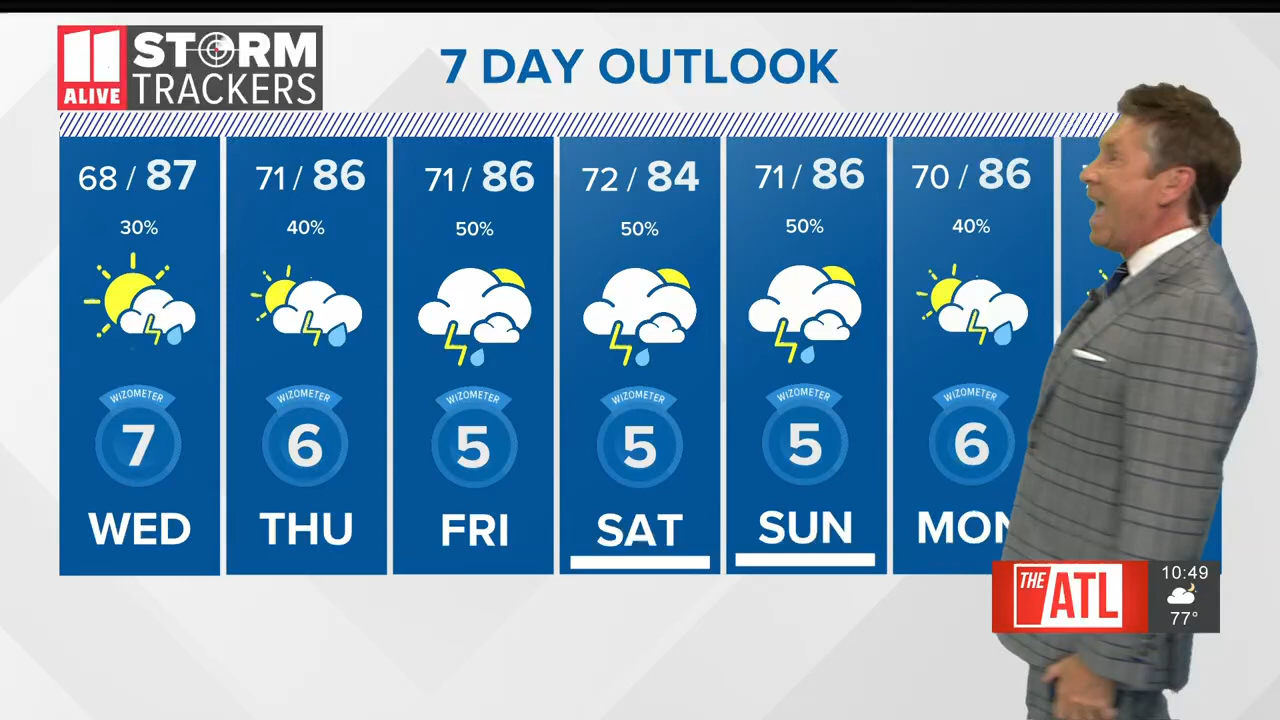 11 ALIVE
STORM TRACKERS
7 DAY OUTLOOK
68 / 87
30%
WIZOMETER
7
WED
71 / 86
40%
WIZOMETER
6
THU
71 / 86
50%
WIZOMETER
5
FRI
72 / 84
50%
WIZOMETER
5
SAT
71 / 86
50%
WIZOMETER
5
SUN
70 / 86
40%
WIZOMETER
6
MON
THE ATL
10:49
77°